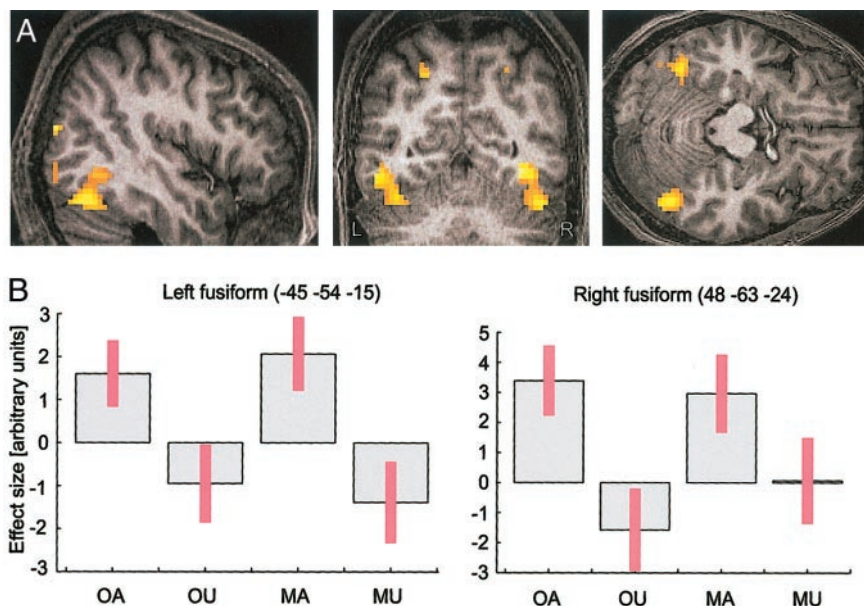 A
L
R
B
Left fusiform (-45 -54 -15)
Right fusiform (48 -63 -24)
Effect size [arbitrary units]
3
2
1
0
-1
-2
-3
OA OU MA MU
5
4
3
2
1
0
-1
-2
-3
OA OU MA MU